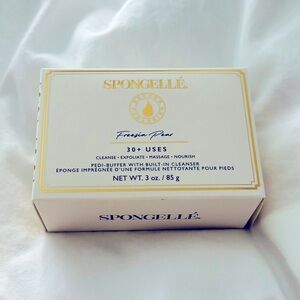 SPONGELLÉ.
Freesia Pear
30+ USES
CLEANSE • EXFOLIATE • MASSAGE • NOURISH
PEDI-BUFFER WITH BUILT-IN CLEANSER
ÉPONGE IMPRÉGNÉE D'UNE FORMULE NETTOYANTE POUR PIEDS
NET WT. 3 oz. / 85 g
SPONGELLÉ.